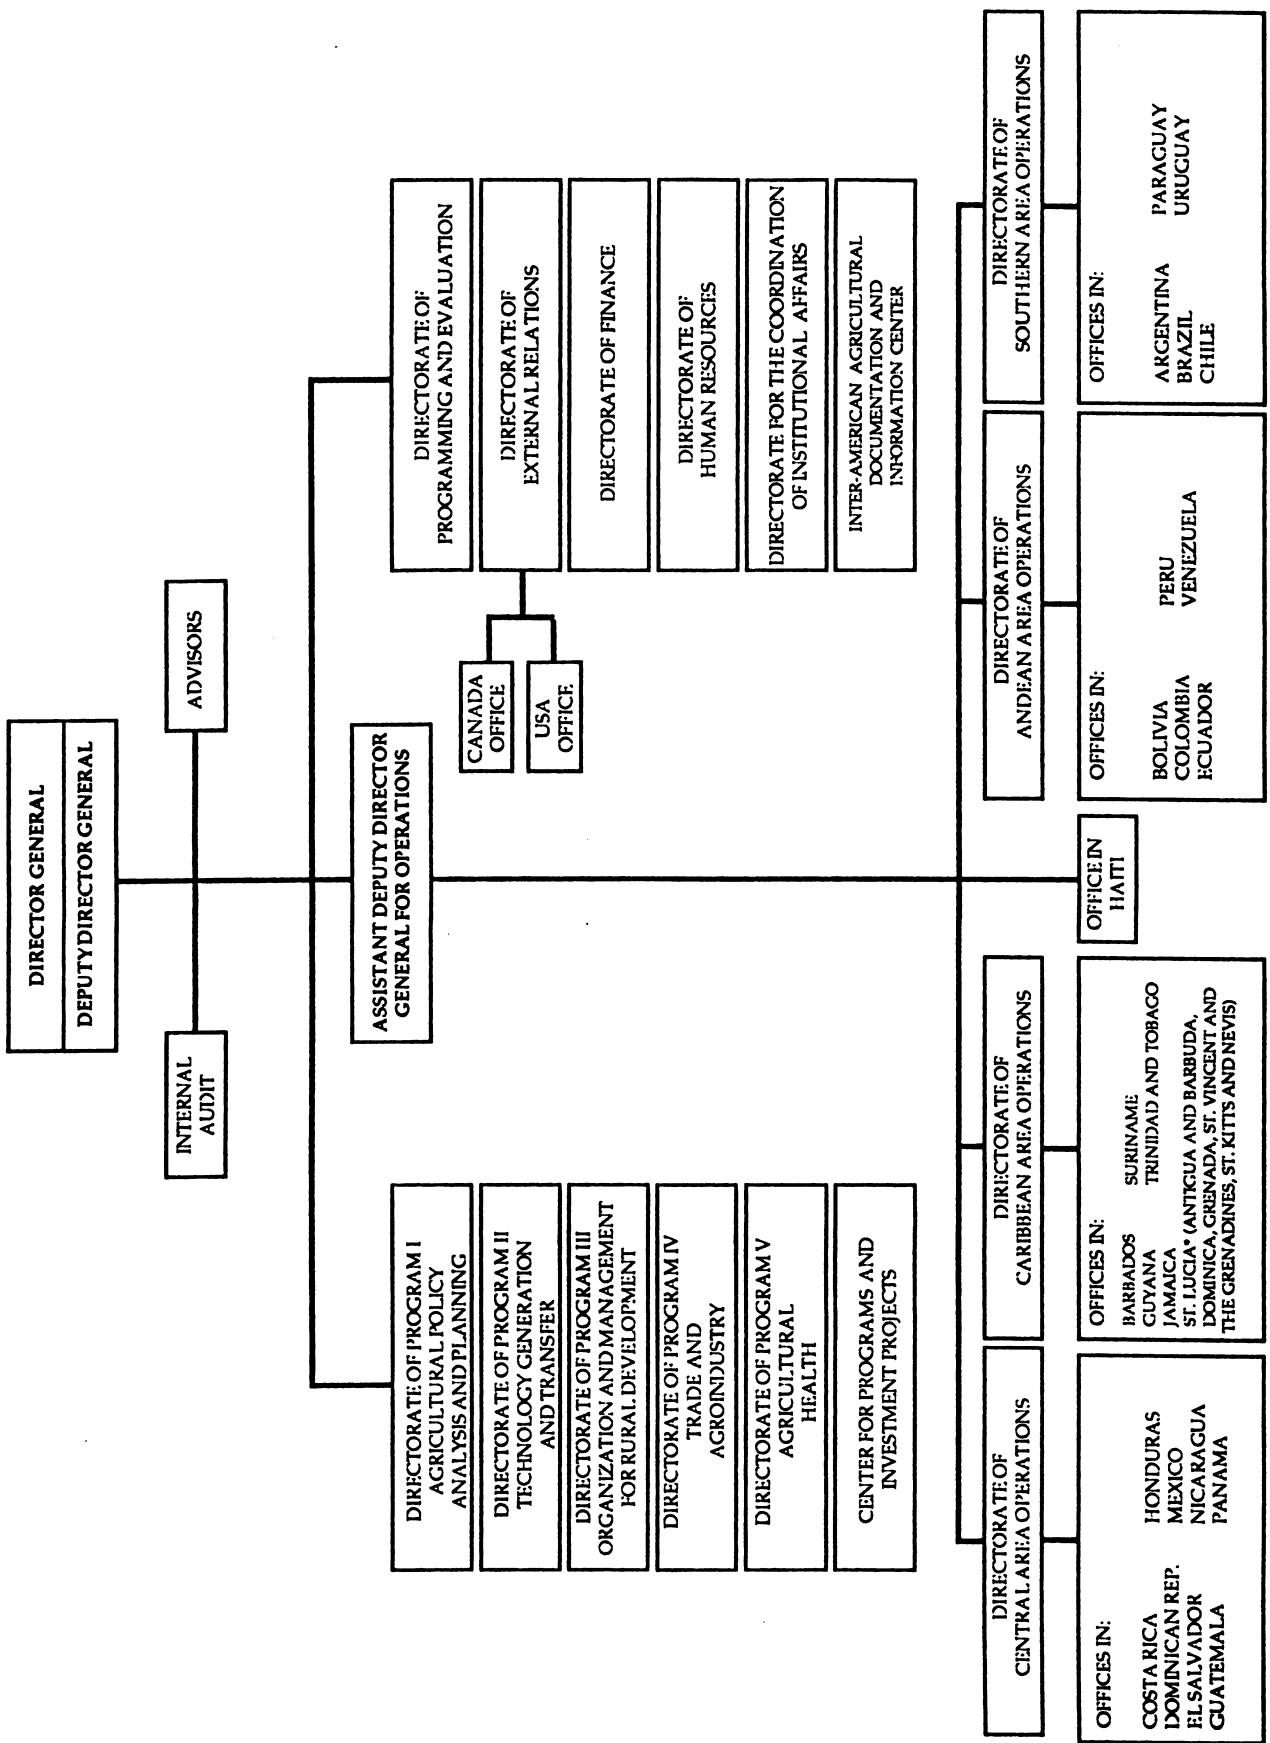 DIRECTOR GENERAL
DEPUTY DIRECTOR GENERAL
INTERNAL
AUDIT
ADVISORS
ASSISTANT DEPUTY DIRECTOR
GENERAL FOR OPERATIONS
DIRECTORATE OF PROGRAM I
AGRICULTURAL POLICY
ANALYSIS AND PLANNING
DIRECTORATE OF PROGRAM II
TECHNOLOGY GENERATION
AND TRANSFER
DIRECTORATE OF PROGRAM III
ORGANIZATION AND MANAGEMENT
FOR RURAL DEVELOPMENT
DIRECTORATE OF PROGRAM IV
TRADE AND
AGROINDUSTRY
DIRECTORATE OF PROGRAM V
AGRICULTURAL
HEALTH
CENTER FOR PROGRAMS AND
INVESTMENT PROJECTS
CANADA
OFFICE
USA
OFFICE
DIRECTORATE OF
PROGRAMMING AND EVALUATION
DIRECTORATE OF
EXTERNAL RELATIONS
DIRECTORATE OF FINANCE
DIRECTORATE OF
HUMAN RESOURCES
DIRECTORATE FOR THE COORDINATION
OF INSTITUTIONAL AFFAIRS
INTER-AMERICAN AGRICULTURAL
DOCUMENTATION AND
INFORMATION CENTER
DIRECTORATE OF
CENTRAL AREA OPERATIONS
OFFICES IN:
COSTA RICA HONDURAS
DOMINICAN REP. MEXICO
EL SALVADOR NICARAGUA
GUATEMALA PANAMA
DIRECTORATE OF
CARIBBEAN AREA OPERATIONS
OFFICES IN:
BARBADOS SURINAME
GUYANA TRINIDAD AND TOBAGO
JAMAICA
ST. LUCIA* (ANTIGUA AND BARBUDA,
DOMINICA, GRENADA, ST. VINCENT AND
THE GRENADINES, ST. KITTS AND NEVIS)
OFFICE IN
HAITI
DIRECTORATE OF
ANDEAN AREA OPERATIONS
OFFICES IN:
BOLIVIA PERU
COLOMBIA VENEZUELA
ECUADOR
DIRECTORATE OF
SOUTHERN AREA OPERATIONS
OFFICES IN:
ARGENTINA PARAGUAY
BRAZIL URUGUAY
CHILE